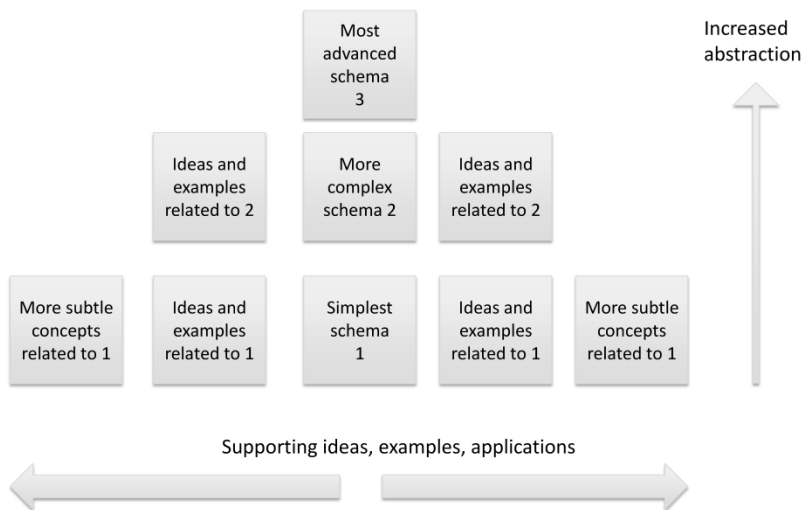 Most
advanced
schema
3
Increased
abstraction
Ideas and
examples
related to 2
More
complex
schema 2
Ideas and
examples
related to 2
More subtle
concepts
related to 1
Ideas and
examples
related to 1
Simplest
schema
1
Ideas and
examples
related to 1
More subtle
concepts
related to 1
Supporting ideas, examples, applications